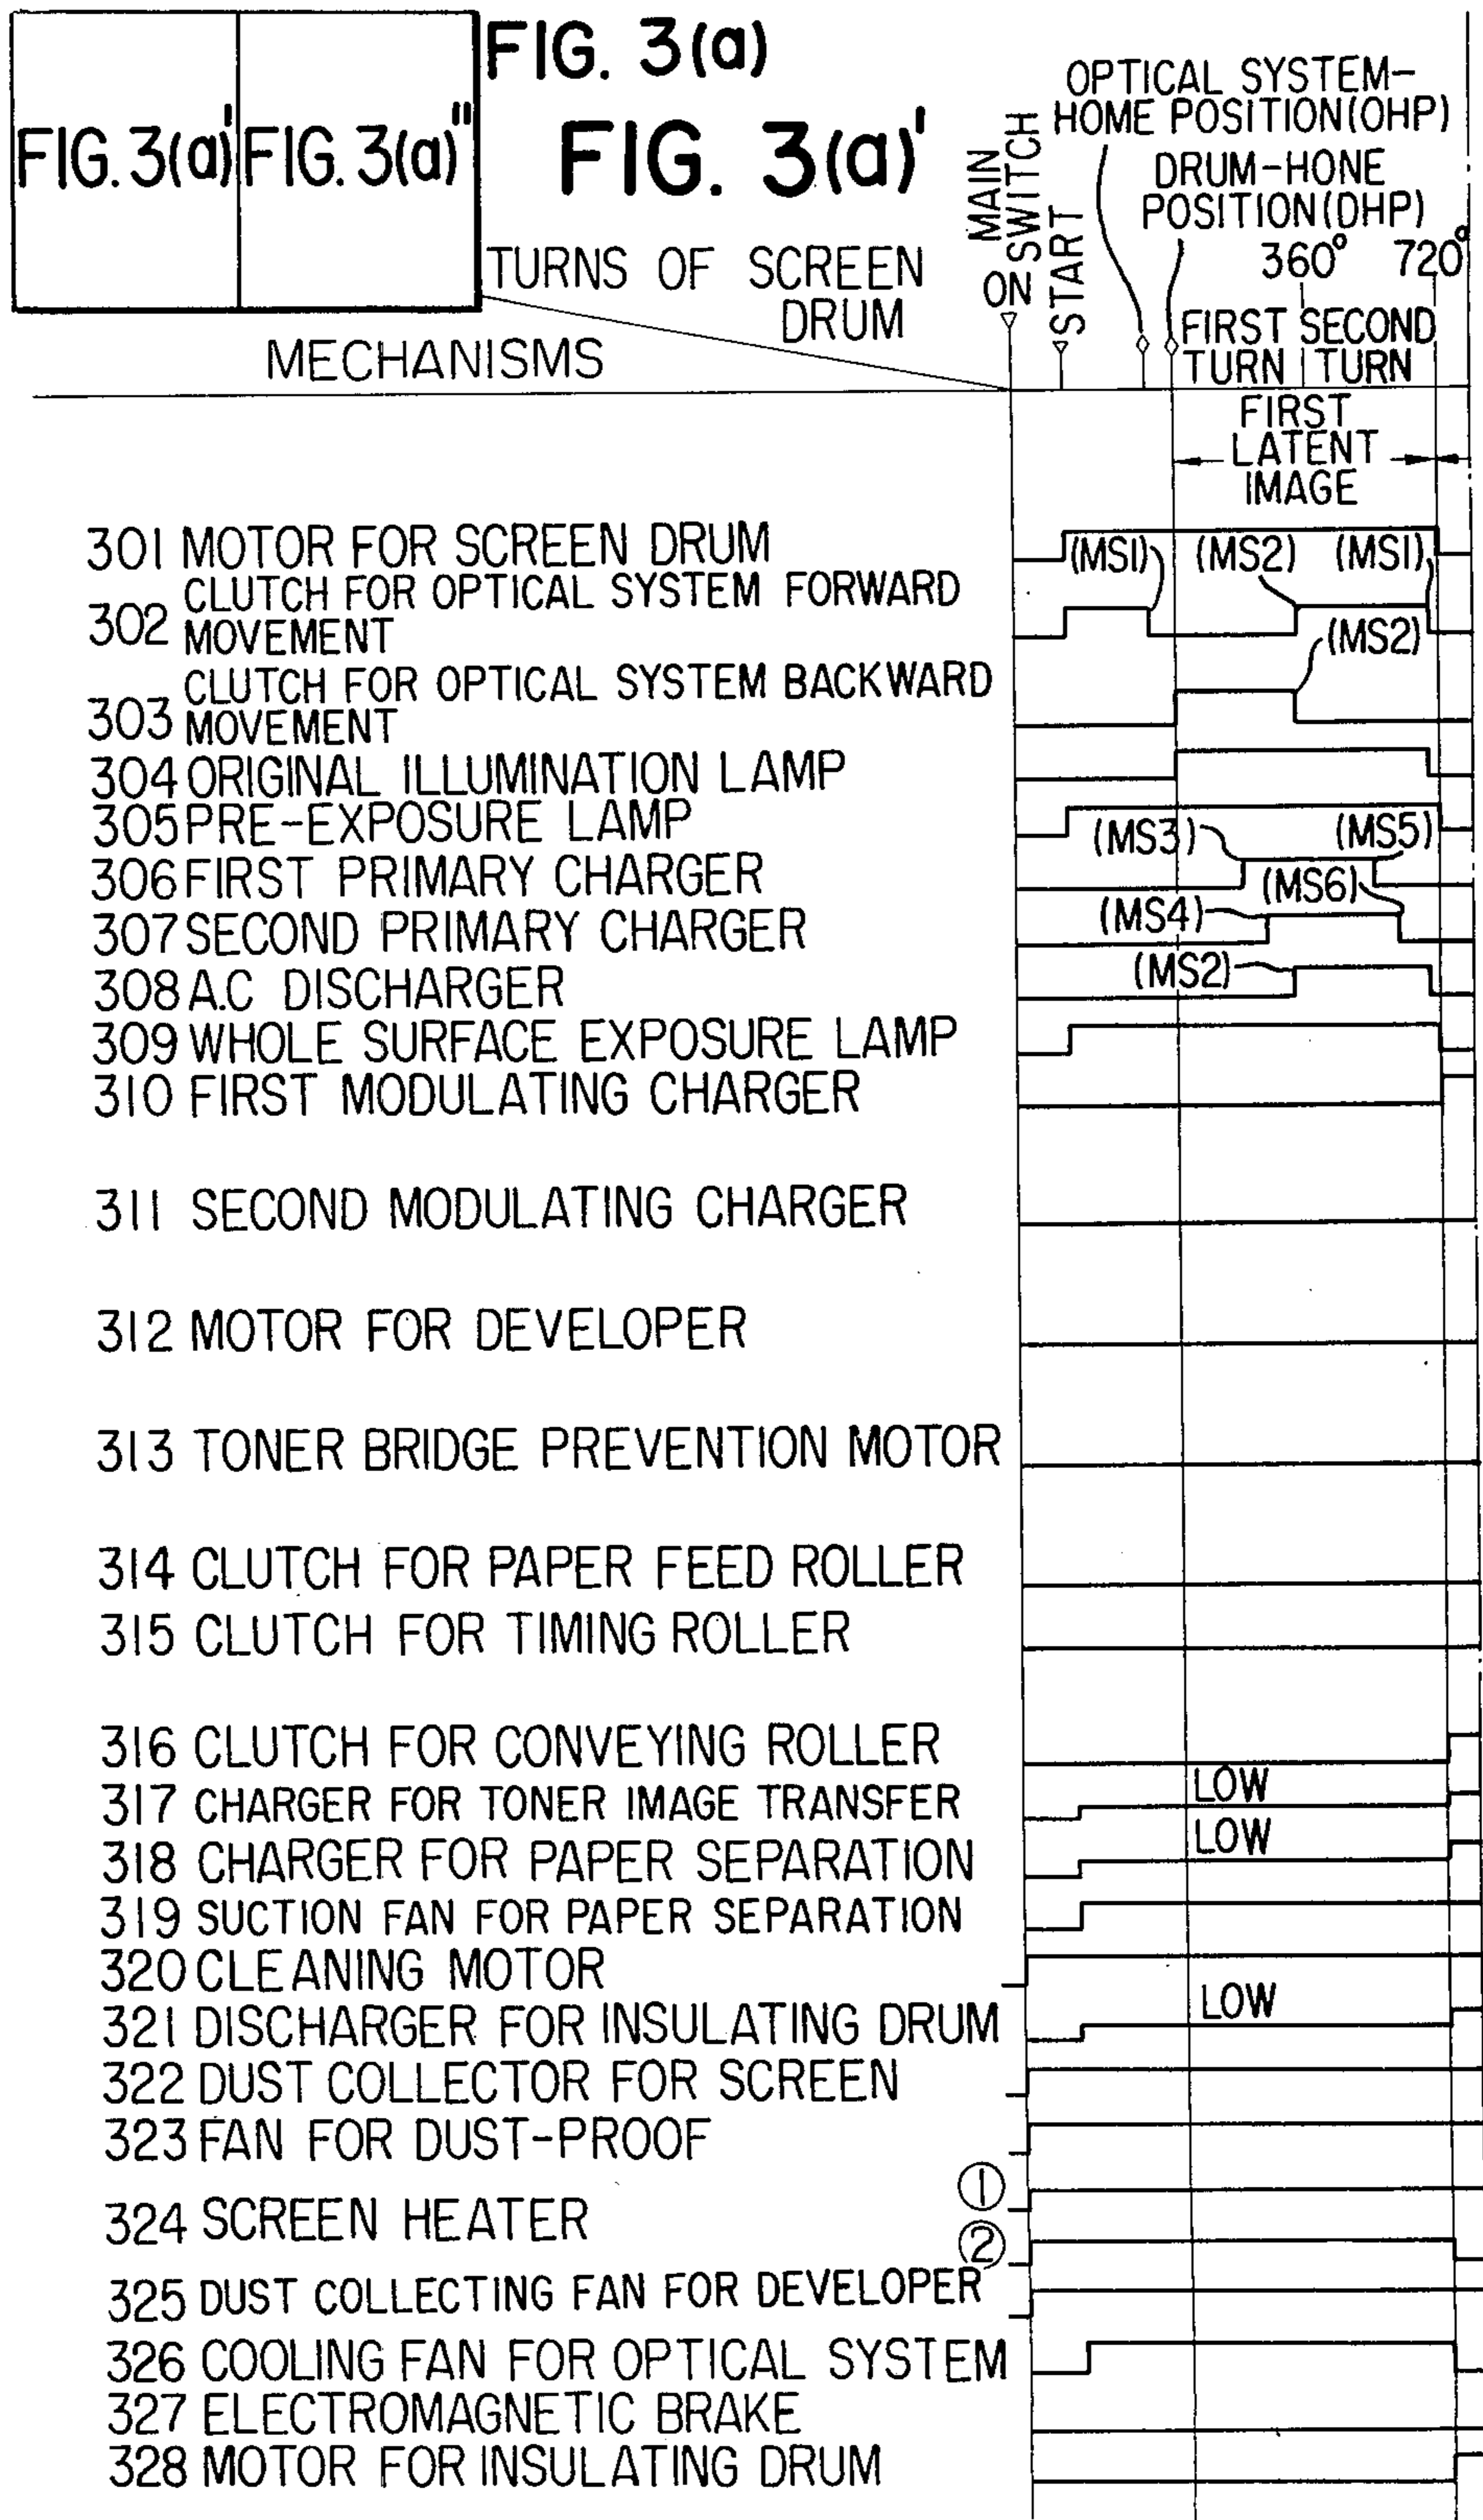 FIG. 3(a)
FIG. 3(a)' FIG. 3(a)"
FIG. 3(a)'
TURNS OF SCREEN
DRUM
MECHANISMS
MAIN
SWITCH
ON
START
OPTICAL SYSTEM-
HOME POSITION(OHP)
DRUM-HONE
POSITION(DHP)
360° 720°
FIRST SECOND
TURN TURN
FIRST
LATENT
IMAGE
301 MOTOR FOR SCREEN DRUM
(MS1) (MS2) (MS1)
302 CLUTCH FOR OPTICAL SYSTEM FORWARD
MOVEMENT
(MS2)
303 CLUTCH FOR OPTICAL SYSTEM BACKWARD
MOVEMENT
304 ORIGINAL ILLUMINATION LAMP
305 PRE-EXPOSURE LAMP
(MS3) (MS5)
306 FIRST PRIMARY CHARGER
(MS6)
307 SECOND PRIMARY CHARGER
(MS4)
308 A.C DISCHARGER
(MS2)
309 WHOLE SURFACE EXPOSURE LAMP
310 FIRST MODULATING CHARGER
311 SECOND MODULATING CHARGER
312 MOTOR FOR DEVELOPER
313 TONER BRIDGE PREVENTION MOTOR
314 CLUTCH FOR PAPER FEED ROLLER
315 CLUTCH FOR TIMING ROLLER
316 CLUTCH FOR CONVEYING ROLLER
317 CHARGER FOR TONER IMAGE TRANSFER LOW
318 CHARGER FOR PAPER SEPARATION LOW
319 SUCTION FAN FOR PAPER SEPARATION
320 CLEANING MOTOR
321 DISCHARGER FOR INSULATING DRUM LOW
322 DUST COLLECTOR FOR SCREEN
323 FAN FOR DUST-PROOF
324 SCREEN HEATER ① ②
325 DUST COLLECTING FAN FOR DEVELOPER
326 COOLING FAN FOR OPTICAL SYSTEM
327 ELECTROMAGNETIC BRAKE
328 MOTOR FOR INSULATING DRUM